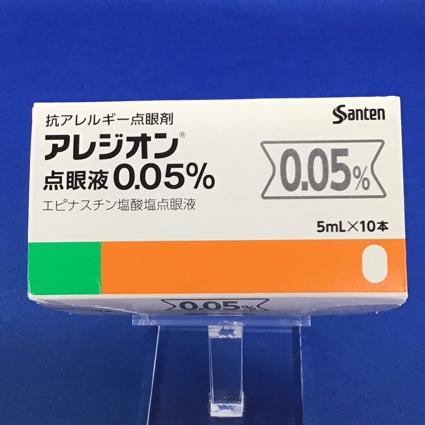 抗アレルギー点眼剤
Santen
アレジオン®
点眼液0.05%
0.05%
エピナスチン塩酸塩点眼液
5mL×10本
0.05%